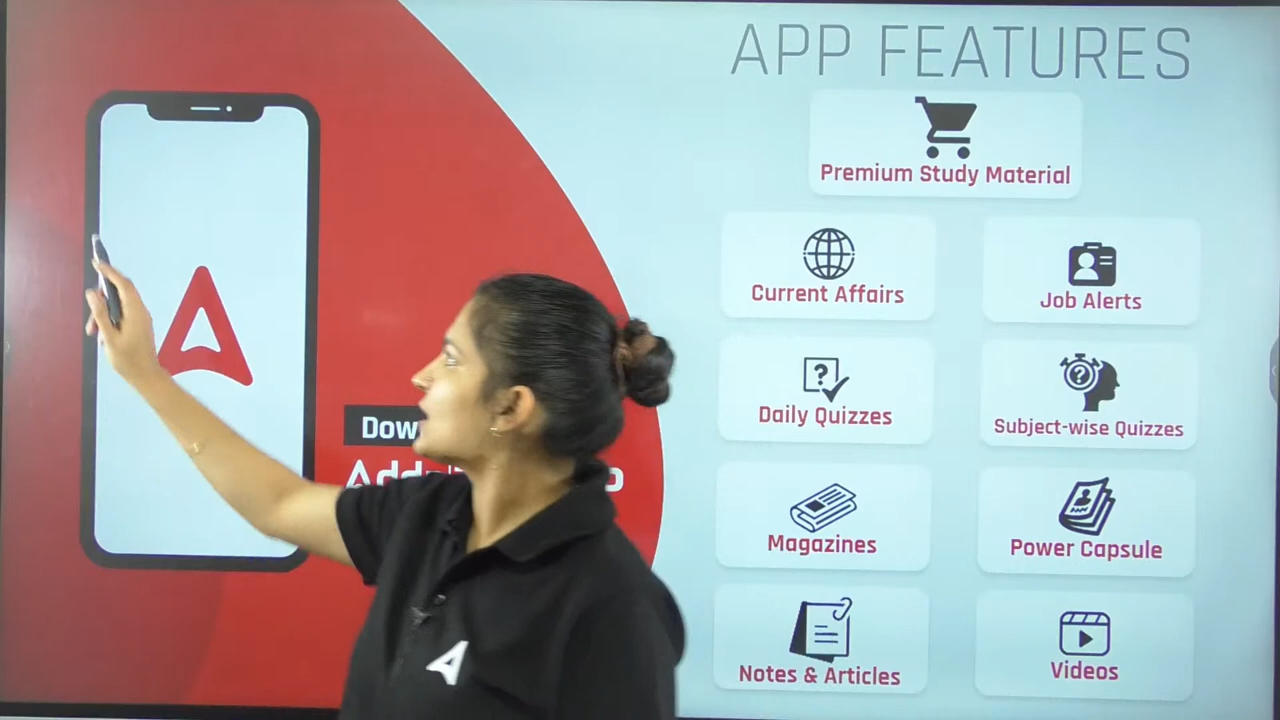 APP FEATURES
Premium Study Material
Current Affairs
Job Alerts
Daily Quizzes
Subject-wise Quizzes
Magazines
Power Capsule
Notes & Articles
Videos